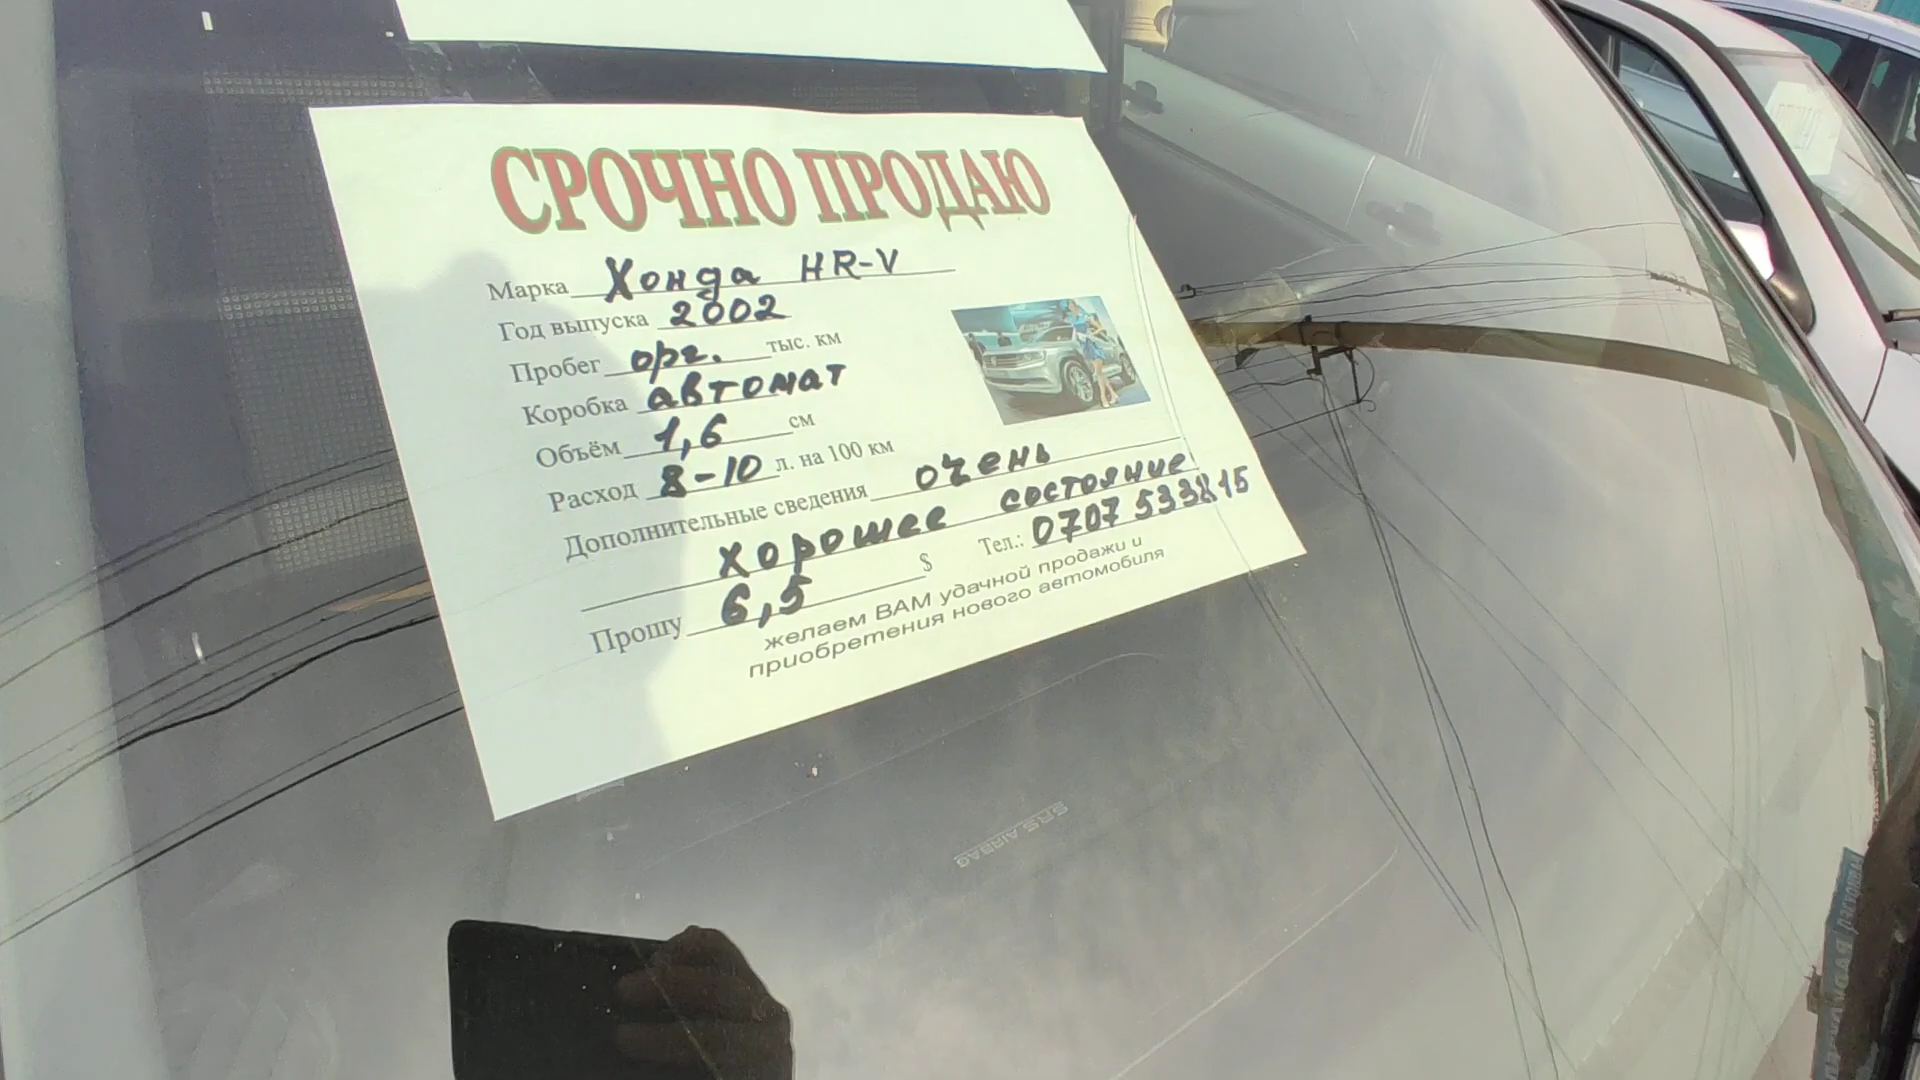 СРОЧНО ПРОДАЮ
Марка Хонда HR-V
Год выпуска 2002
Пробег орг. тыс. км
Коробка автомат
Объём 1,6 см
Расход 8-10 л. на 100 км
Дополнительные сведения очень
хорошее состояние
Прошу 6,5 $ Тел.: 0707 533815
желаем ВАМ удачной продажи и
приобретения нового автомобиля
SRS AIRBAG